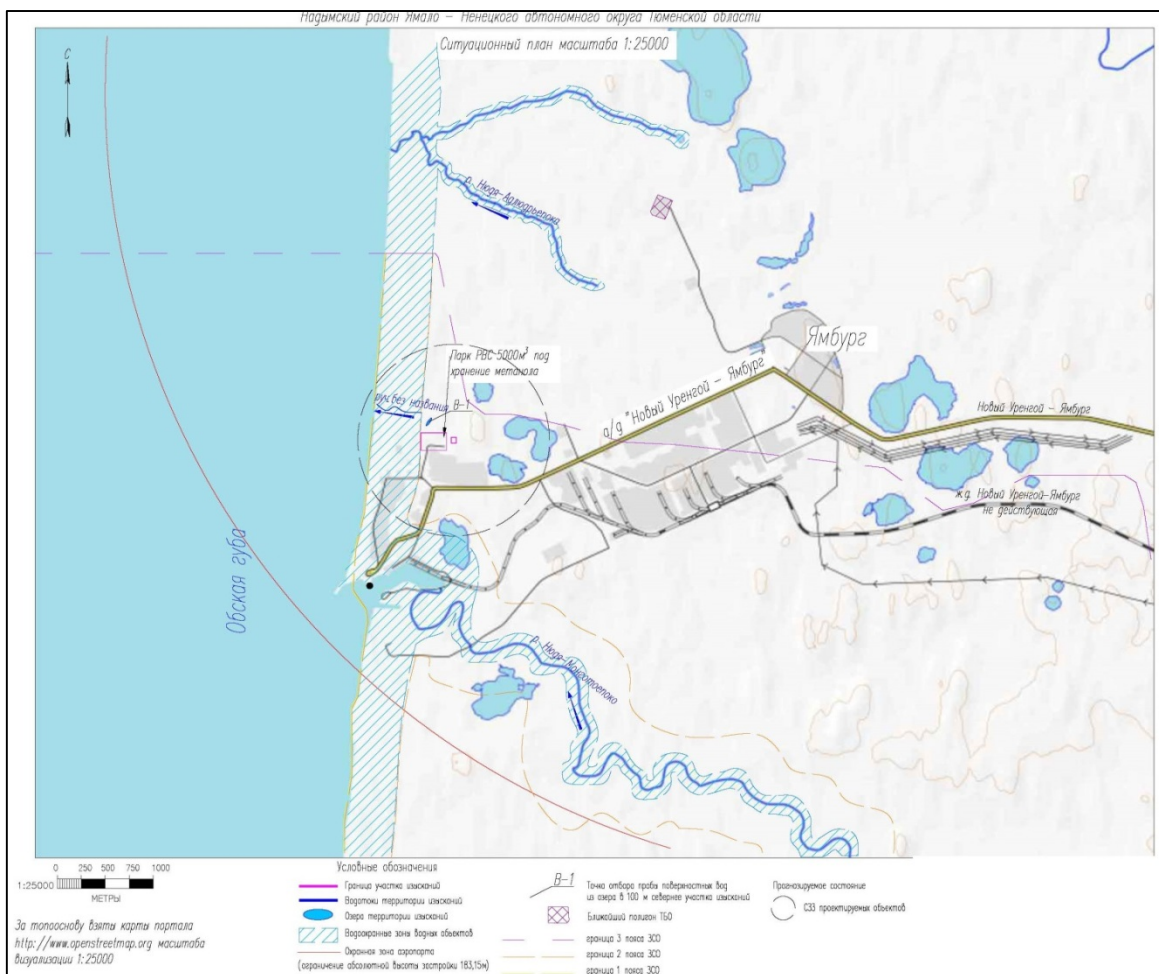 Надымский район Ямало - Ненецкого автономного округа Тюменской области
Ситуационный план масштаба 1:25000
С
р. Нюдя-Адлюрдъепоко
Ямбург
Парк РВС-5000м³ под
хранение метанола
руч.без названия
В-1
а/д "Новый Уренгой - Ямбург"
Новый Уренгой - Ямбург
ж.д. Новый Уренгой-Ямбург
не действующая
Обская губа
р. Нюдя-Монготоепоко
0 250 500 750 1000
1:25000
МЕТРЫ
За топооснову взяты карты портала
http://www.openstreetmap.org масштаба
визуализации 1:25000
Условные обозначения
Граница участка изысканий
Водотоки территории изысканий
Озера территории изысканий
Водоохранные зоны водных объектов
Охранная зона аэропорта
(ограничение абсолютной высоты застройки 183,15м)
В-1
Точка отбора пробы поверхностных вод
из озера в 100 м севернее участка изысканий
Ближайший полигон ТБО
граница 3 пояса ЗСО
граница 2 пояса ЗСО
граница 1 пояса ЗСО
Прогнозируемое состояние
СЗЗ проектируемых объектов